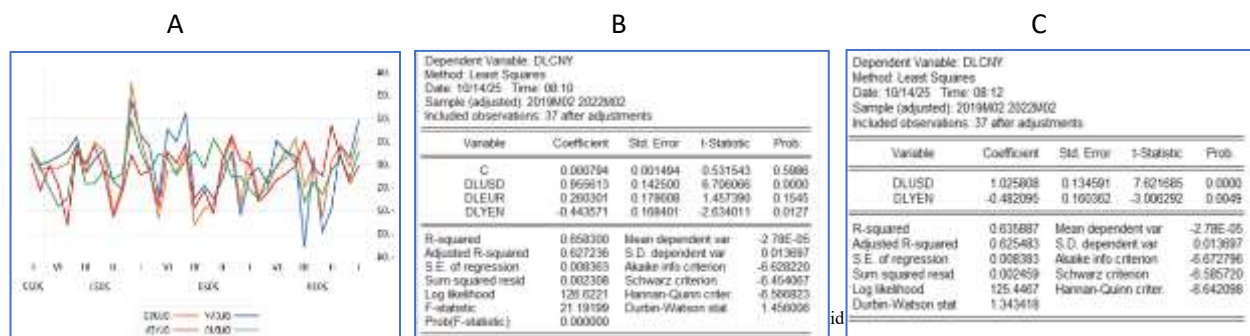 A
B
C
Dependent Variable: DLCNY
Method: Least Squares
Date: 10/14/25 Time: 08:10
Sample (adjusted): 2019M02 2022M02
Included observations: 37 after adjustments
Variable Coefficient Std. Error t-Statistic Prob.
C 0.000794 0.001494 0.531543 0.5986
DLUSD 0.955613 0.142500 6.706066 0.0000
DLEUR 0.260301 0.178608 1.457390 0.1545
DLYEN -0.443571 0.168401 -2.634011 0.0127
R-squared 0.658300 Mean dependent var -2.78E-05
Adjusted R-squared 0.627236 S.D. dependent var 0.013697
S.E. of regression 0.008363 Akaike info criterion -6.628220
Sum squared resid 0.002308 Schwarz criterion -6.454067
Log likelihood 126.6221 Hannan-Quinn criter. -6.566823
F-statistic 21.19199 Durbin-Watson stat 1.456096
Prob(F-statistic) 0.000000
id
Dependent Variable: DLCNY
Method: Least Squares
Date: 10/14/25 Time: 08:12
Sample (adjusted): 2019M02 2022M02
Included observations: 37 after adjustments
Variable Coefficient Std. Error t-Statistic Prob.
DLUSD 1.025808 0.134591 7.621685 0.0000
DLYEN -0.482095 0.160362 -3.006292 0.0049
R-squared 0.635887 Mean dependent var -2.78E-05
Adjusted R-squared 0.625483 S.D. dependent var 0.013697
S.E. of regression 0.008383 Akaike info criterion -6.672796
Sum squared resid 0.002459 Schwarz criterion -6.585720
Log likelihood 125.4467 Hannan-Quinn criter. -6.642098
Durbin-Watson stat 1.343418